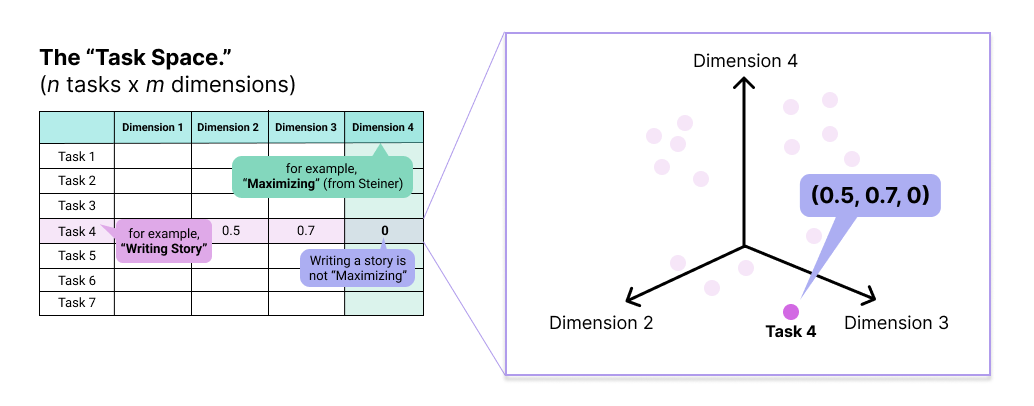 The “Task Space.”
(n tasks x m dimensions)
Dimension 1 Dimension 2 Dimension 3 Dimension 4
Task 1
for example,
“Maximizing” (from Steiner)
Task 2
Task 3
Task 4 0.5 0.7 0
for example,
“Writing Story”
Task 5
Writing a story is
not “Maximizing”
Task 6
Task 7
Dimension 4
(0.5, 0.7, 0)
Dimension 2
Dimension 3
Task 4